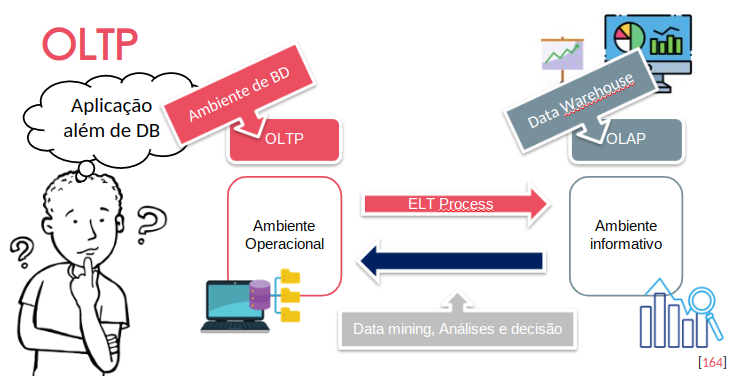 OLTP
Aplicação
além de DB
Ambiente de BD
OLTP
Data Warehouse
OLAP
Ambiente
Operacional
ELT Process
Ambiente
informativo
Data mining, Análises e decisão
[164]